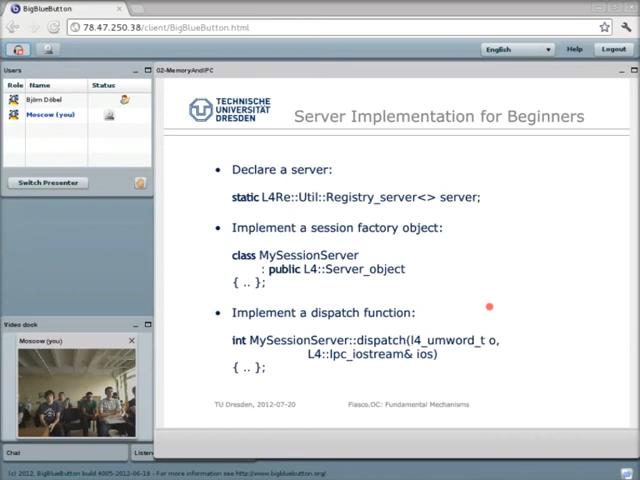 BigBlueButton
78.47.250.38/client/BigBlueButton.html
English
Help
Logout
Users
02-MemoryAndIPC
Role Name Status
Björn Döbel
Moscow (you)
Switch Presenter
TECHNISCHE
UNIVERSITÄT
DRESDEN
Server Implementation for Beginners
• Declare a server:
static L4Re::Util::Registry_server<> server;
• Implement a session factory object:
class MySessionServer
: public L4::Server_object
{ .. };
• Implement a dispatch function:
int MySessionServer::dispatch(l4_umword_t o,
L4::Ipc_iostream& ios)
{ .. };
TU Dresden, 2012-07-20
Fiasco.OC: Fundamental Mechanisms
Video dock
Moscow (you)
Chat
Listen
(c) 2012, BigBlueButton build 4005-2012-06-18 - For more information see http://www.bigbluebutton.org/